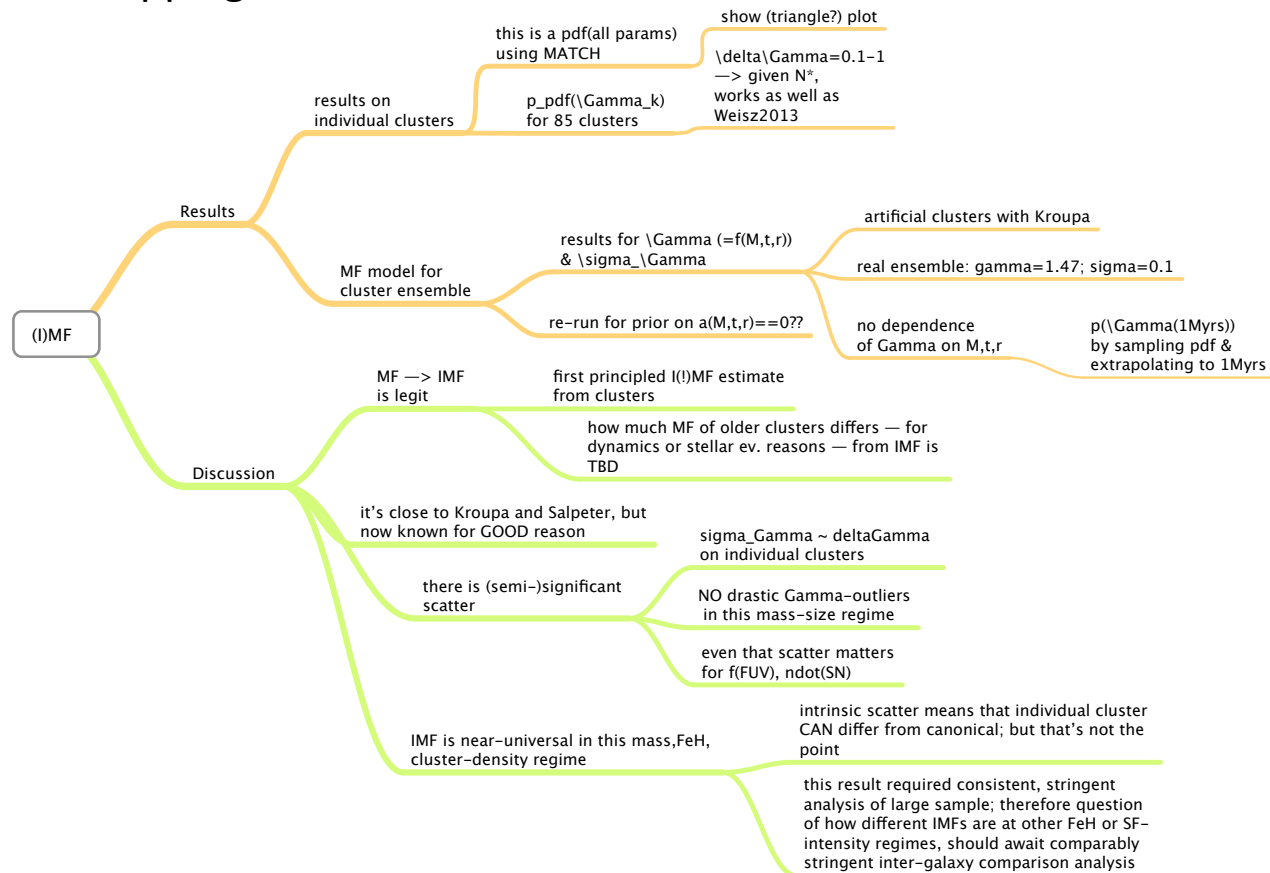 show (triangle?) plot
this is a pdf(all params)
using MATCH
\delta\Gamma=0.1-1
—> given N*,
works as well as
Weisz2013
results on
individual clusters
p_pdf(\Gamma_k)
for 85 clusters
Results
artificial clusters with Kroupa
results for \Gamma (=f(M,t,r))
& \sigma_\Gamma
real ensemble: gamma=1.47; sigma=0.1
MF model for
cluster ensemble
re-run for prior on a(M,t,r)==0??
no dependence
of Gamma on M,t,r
p(\Gamma(1Myrs))
by sampling pdf &
extrapolating to 1Myrs
(I)MF
MF —> IMF
is legit
first principled I(!)MF estimate
from clusters
how much MF of older clusters differs — for
dynamics or stellar ev. reasons — from IMF is
TBD
Discussion
it’s close to Kroupa and Salpeter, but
now known for GOOD reason
sigma_Gamma ~ deltaGamma
on individual clusters
there is (semi-)significant
scatter
NO drastic Gamma-outliers
in this mass-size regime
even that scatter matters
for f(FUV), ndot(SN)
IMF is near-universal in this mass,FeH,
cluster-density regime
intrinsic scatter means that individual cluster
CAN differ from canonical; but that’s not the
point
this result required consistent, stringent
analysis of large sample; therefore question
of how different IMFs are at other FeH or SF-
intensity regimes, should await comparably
stringent inter-galaxy comparison analysis